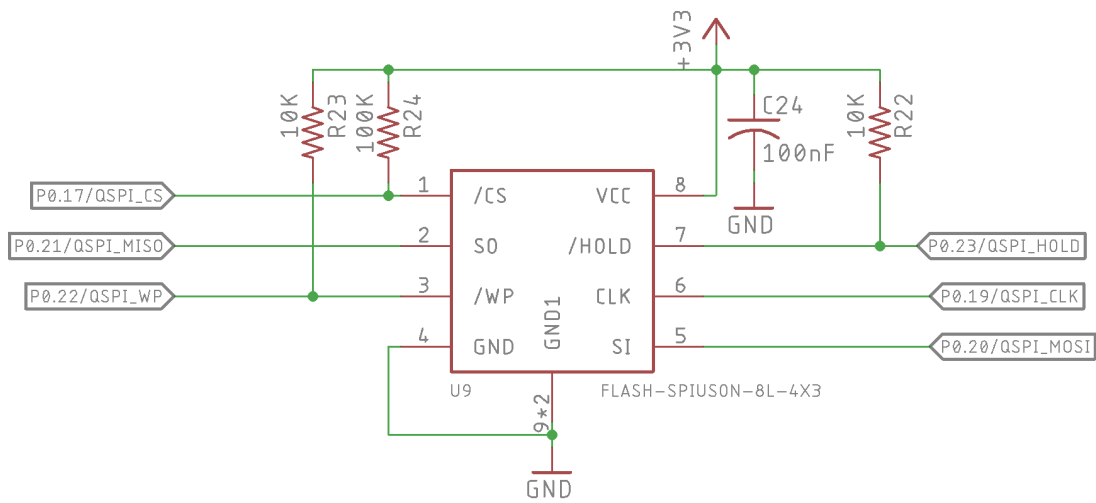 +3V3
10K
R23
100K
R24
C24
100nF
10K
R22
GND
P0.17/QSPI_CS
1
/CS
VCC
8
P0.21/QSPI_MISO
2
SO
/HOLD
7
P0.23/QSPI_HOLD
P0.22/QSPI_WP
3
/WP
CLK
6
P0.19/QSPI_CLK
4
GND
GND1
SI
5
P0.20/QSPI_MOSI
U9
FLASH-SPIUSON-8L-4X3
9*2
GND